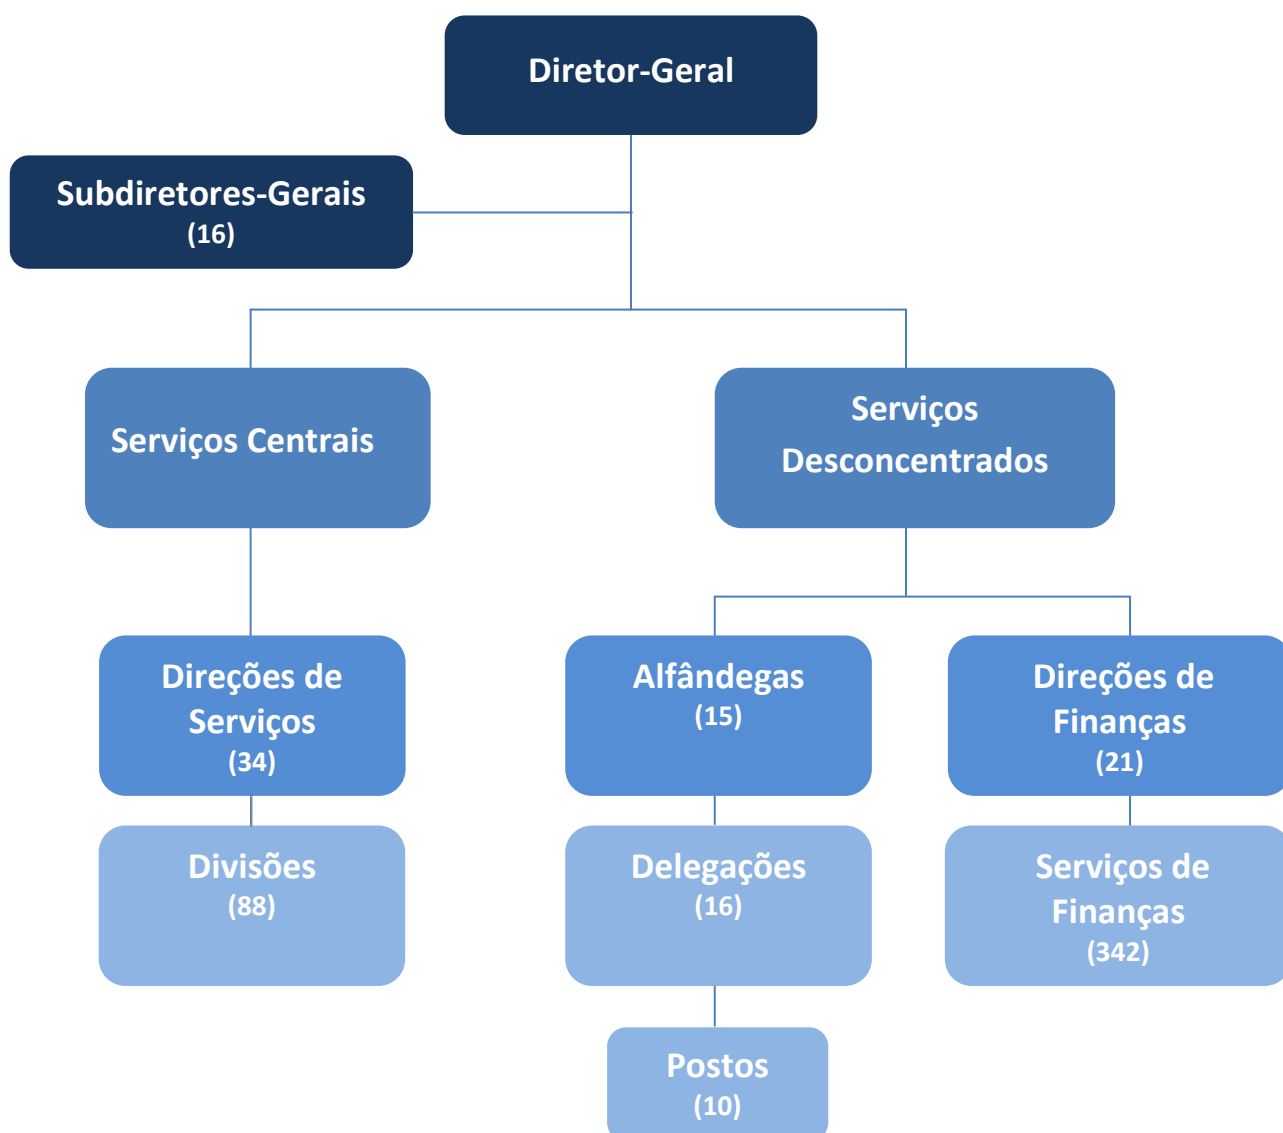 Diretor-Geral
Subdiretores-Gerais
(16)
Serviços Centrais
Serviços
Desconcentrados
Direções de
Serviços
(34)
Alfândegas
(15)
Direções de
Finanças
(21)
Divisões
(88)
Delegações
(16)
Serviços de
Finanças
(342)
Postos
(10)